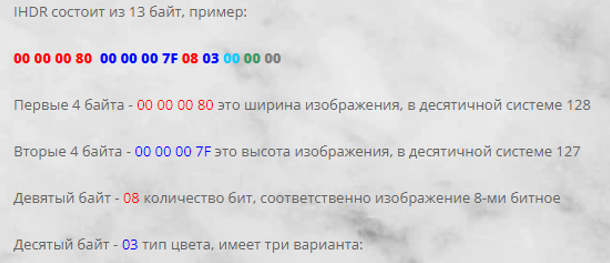 IHDR состоит из 13 байт, пример:
00 00 00 80 00 00 00 7F 08 03 00 00 00
Первые 4 байта - 00 00 00 80 это ширина изображения, в десятичной системе 128
Вторые 4 байта - 00 00 00 7F это высота изображения, в десятичной системе 127
Девятый байт - 08 количество бит, соответственно изображение 8-ми битное
Десятый байт - 03 тип цвета, имеет три варианта: